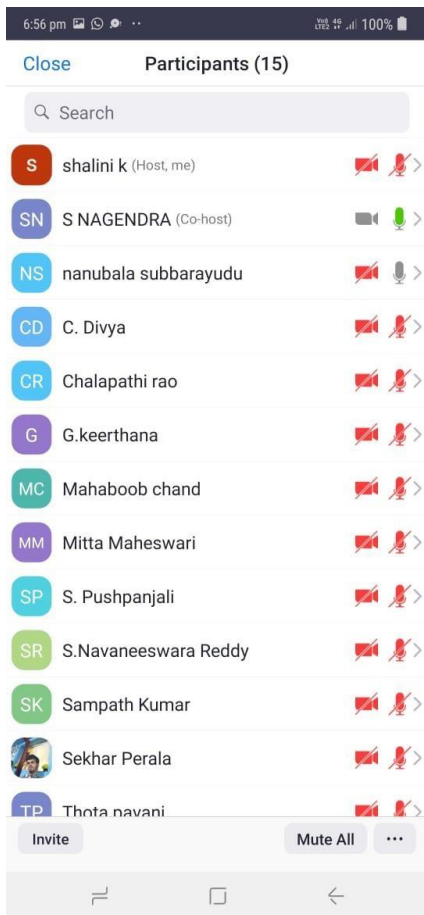 6:56 pm 100%
Close Participants (15)
Search
S shalini k (Host, me)
SN S NAGENDRA (Co-host)
NS nanubala subbarayudu
CD C. Divya
CR Chalapathi rao
G G.keerthana
MC Mahaboob chand
MM Mitta Maheswari
SP S. Pushpanjali
SR S.Navaneeswara Reddy
SK Sampath Kumar
Sekhar Perala
TP Thota pavani
Invite Mute All